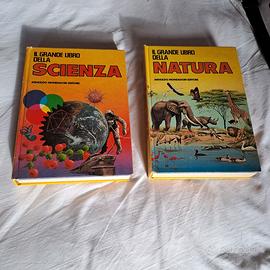 IL GRANDE LIBRO
DELLA
SCIENZA
ARNOLDO MONDADORI EDITORE
IL GRANDE LIBRO
DELLA
NATURA
ARNOLDO MONDADORI EDITORE